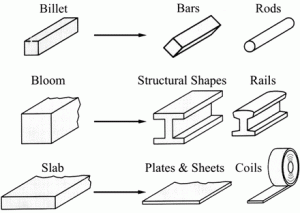 Billet Bars Rods
Bloom Structural Shapes Rails
Slab Plates & Sheets Coils